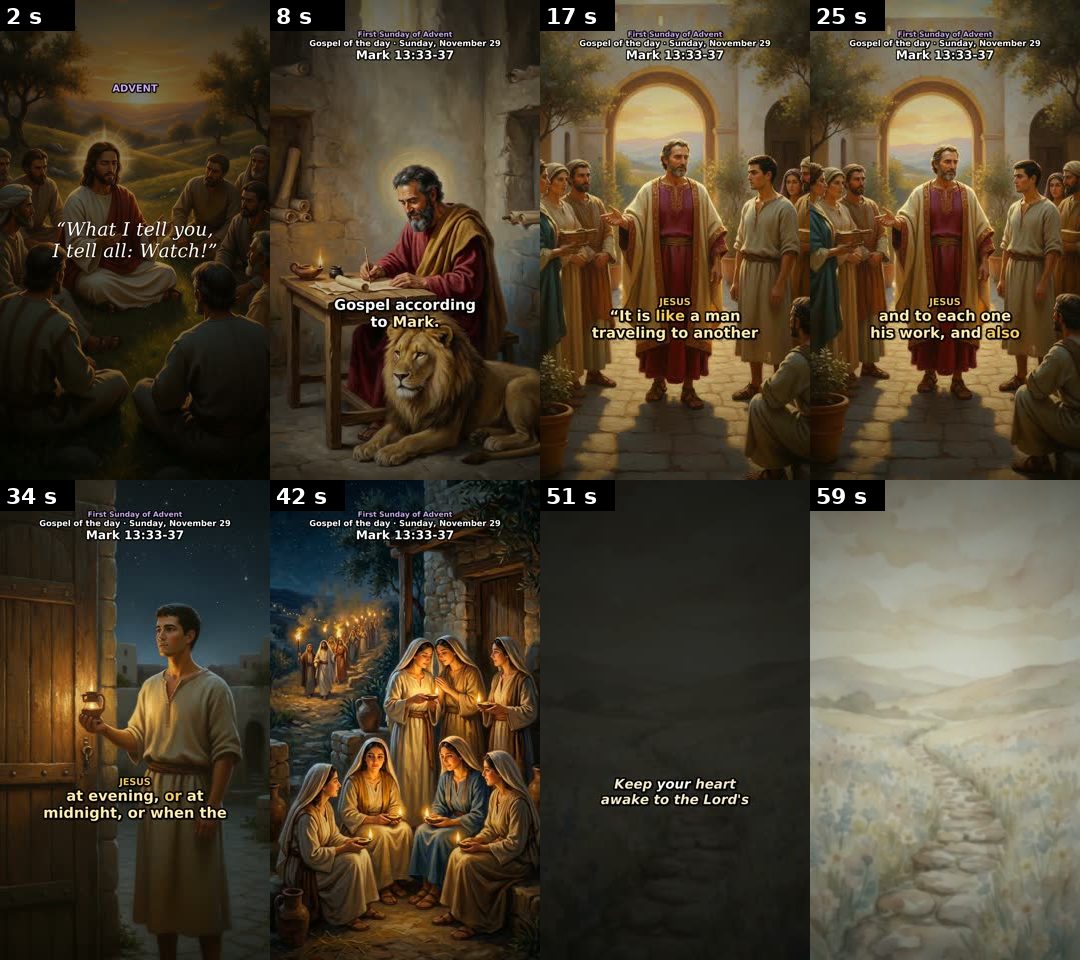 2 s
ADVENT
“What I tell you,
I tell all: Watch!”
8 s
First Sunday of Advent
Gospel of the day · Sunday, November 29
Mark 13:33-37
Gospel according
to Mark.
17 s
First Sunday of Advent
Gospel of the day · Sunday, November 29
Mark 13:33-37
JESUS
“It is like a man
traveling to another
25 s
First Sunday of Advent
Gospel of the day · Sunday, November 29
Mark 13:33-37
JESUS
and to each one
his work, and also
34 s
First Sunday of Advent
Gospel of the day · Sunday, November 29
Mark 13:33-37
JESUS
at evening, or at
midnight, or when the
42 s
First Sunday of Advent
Gospel of the day · Sunday, November 29
Mark 13:33-37
51 s
Keep your heart
awake to the Lord's
59 s